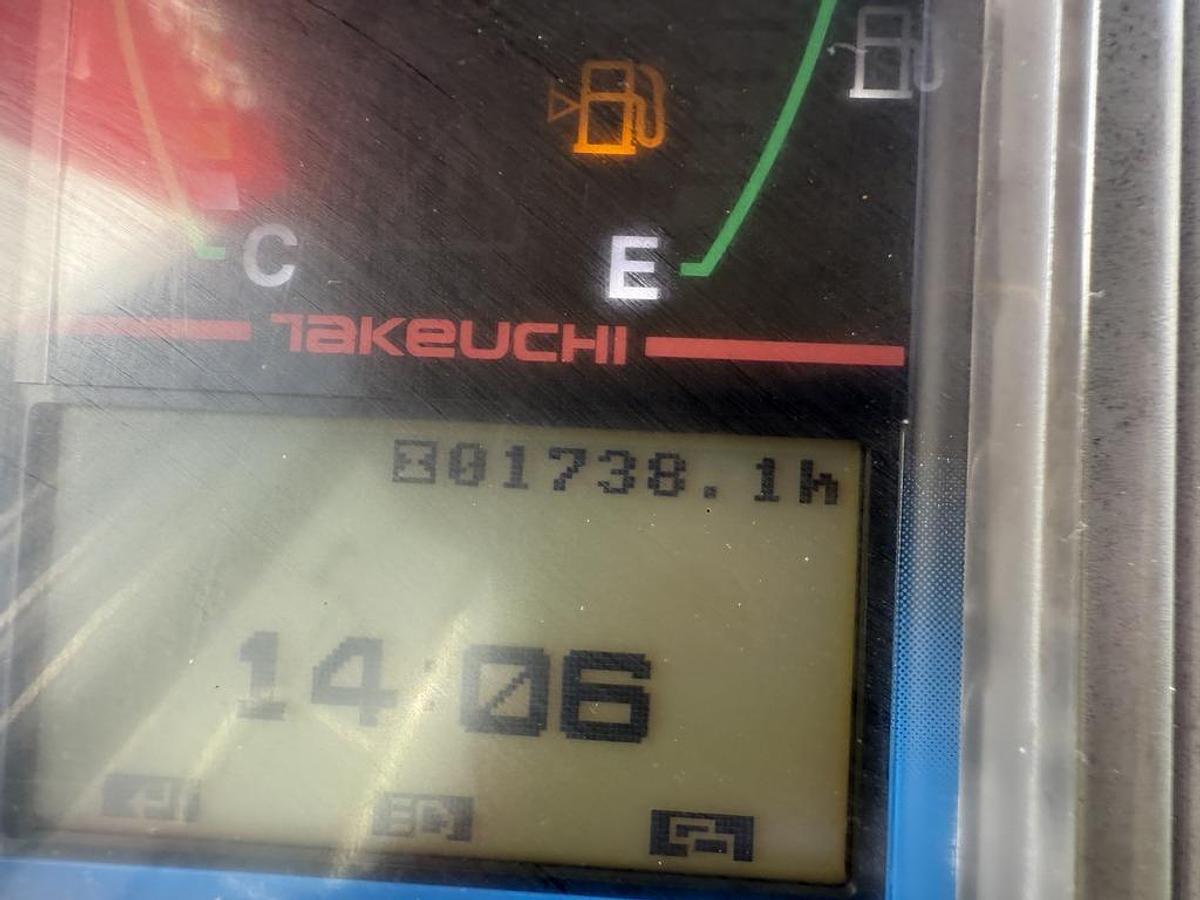 C E
TAKEUCHI
01738.1h
14:06